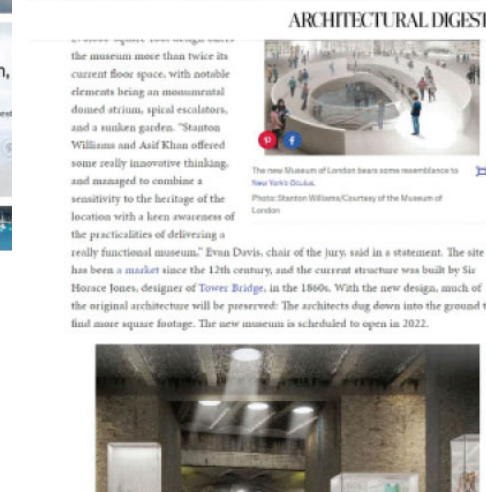 ARCHITECTURAL DIGEST
the museum more than twice its
current floor space, with notable
elements being an monumental
domed atrium, spiral escalators,
and a sunken garden. "Stanton
Williams and Asif Khan offered
some really innovative thinking,
and managed to combine a
sensitivity to the heritage of the
location with a keen awareness of
the practicalities of delivering a
The new Museum of London bears some resemblance to
New York's Oculus.
Photo: Stanton Williams/Courtesy of the Museum of
London
really functional museum," Evan Davis, chair of the jury, said in a statement. The site
has been a market since the 12th century, and the current structure was built by Sir
Horace Jones, designer of Tower Bridge, in the 1860s. With the new design, much of
the original architecture will be preserved: The architects dug down into the ground t
find more square footage. The new museum is scheduled to open in 2022.